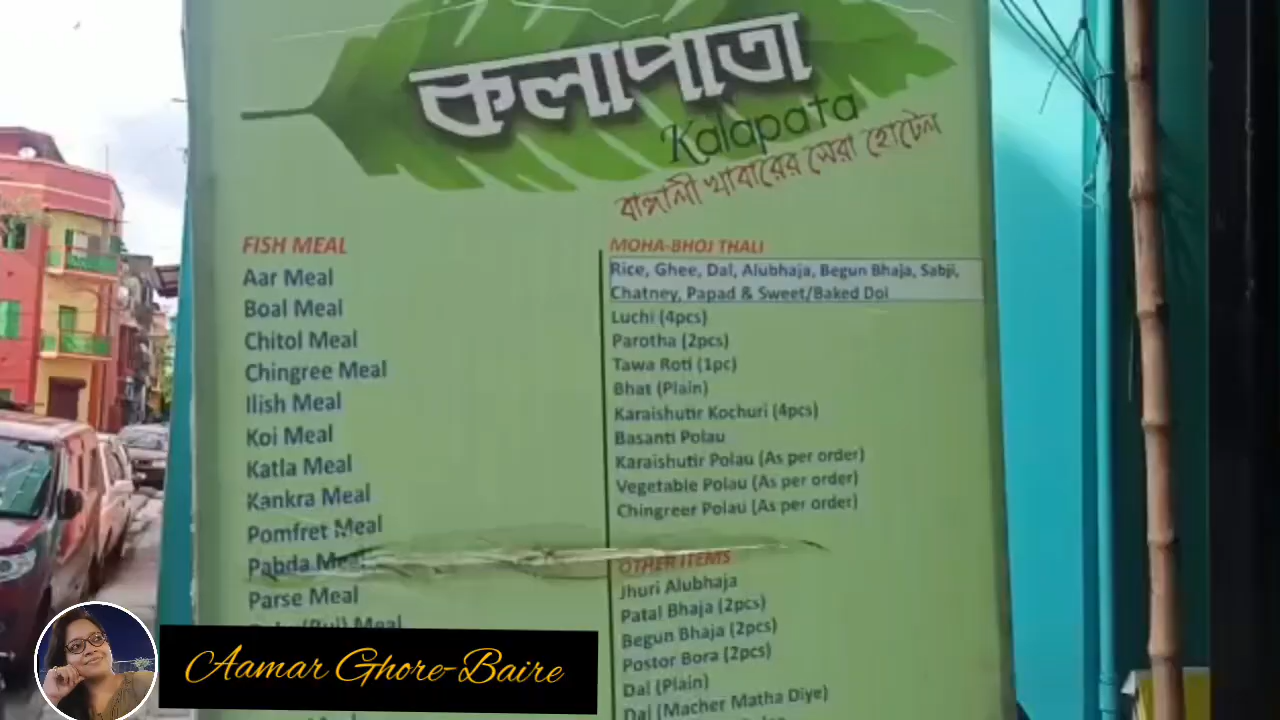 কলাপাতা
Kalapata
বাঙ্গালী খাবারের সেরা হোটেল
FISH MEAL
Aar Meal
Boal Meal
Chitol Meal
Chingree Meal
Ilish Meal
Koi Meal
Katla Meal
Kankra Meal
Pomfret Meal
Pabda Meal
Parse Meal
(Rui) Meal
MOHA-BHOJ THALI
Rice, Ghee, Dal, Alubhaja, Begun Bhaja, Sabji,
Chatney, Papad & Sweet/Baked Doi
Luchi (4pcs)
Parotha (2pcs)
Tawa Roti (1pc)
Bhat (Plain)
Karaishutir Kochuri (4pcs)
Basanti Polau
Karaishutir Polau (As per order)
Vegetable Polau (As per order)
Chingreer Polau (As per order)
OTHER ITEMS
Jhuri Alubhaja
Patal Bhaja (2pcs)
Begun Bhaja (2pcs)
Postor Bora (2pcs)
Dal (Plain)
Dal (Macher Matha Diye)
Aamar Ghore-Baire